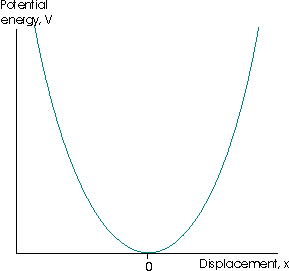 Potential
energy, V
0
Displacement, x